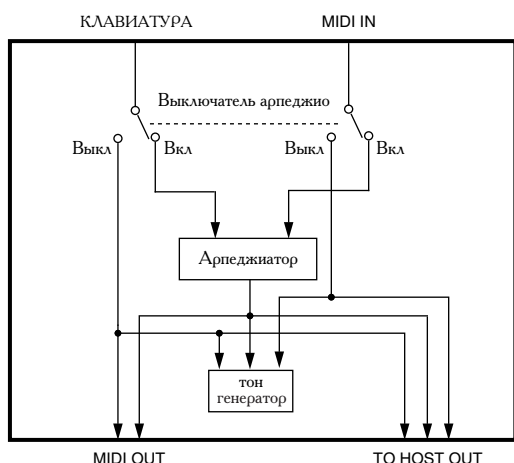 КЛАВИАТУРА MIDI IN
Выключатель арпеджио
Выкл Вкл Выкл Вкл
Арпеджиатор
тон
генератор
MIDI OUT TO HOST OUT